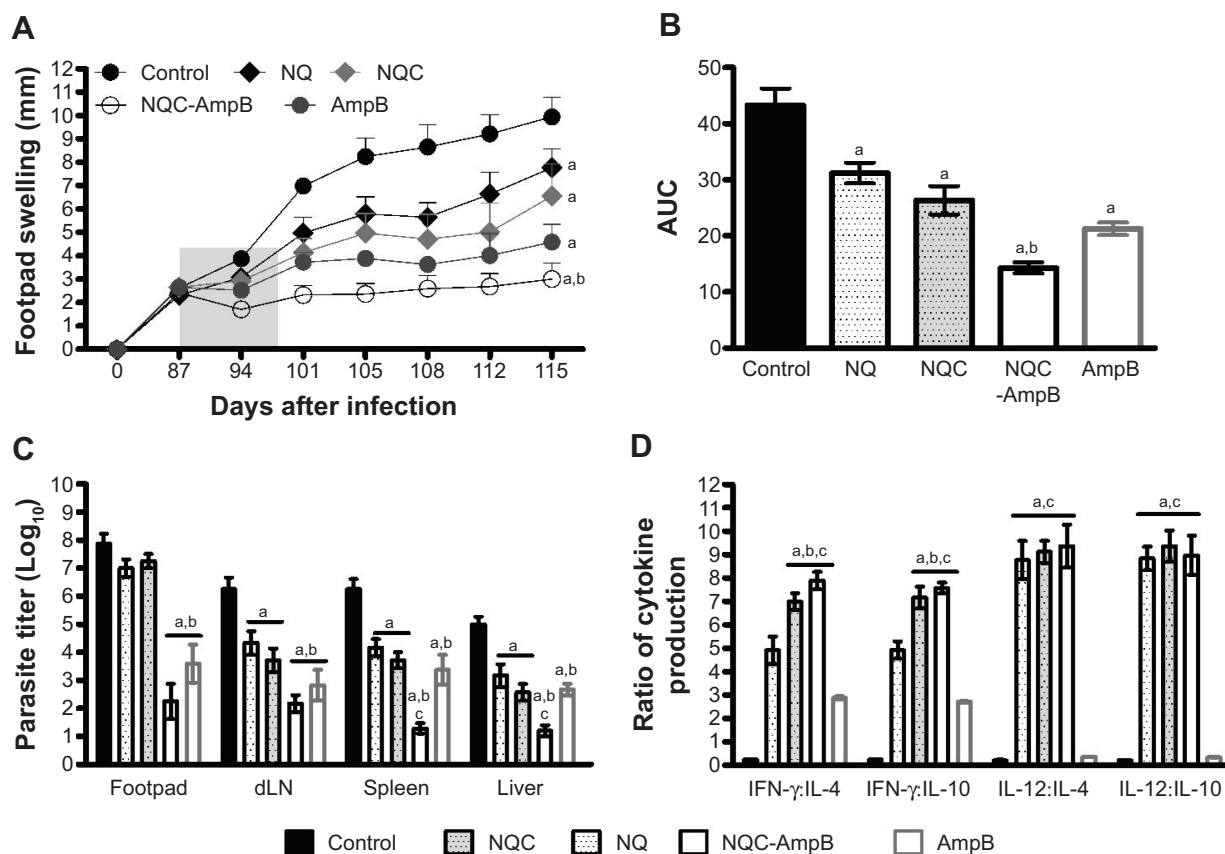 A
Control NQ NQC
NQC-AmpB AmpB
Footpad swelling (mm)
12
11
10
9
8
7
6
5
4
3
2
1
0
a
a
a
a,b
0 87 94 101 105 108 112 115
Days after infection
B
AUC
50
40
30
20
10
0
a
a
a,b
a
Control NQ NQC NQC AmpB
-AmpB
C
Parasite titer (Log10)
10
9
8
7
6
5
4
3
2
1
0
a,b
a
a,b
a
a,b
c
a,b
a
a,b
c
a,b
Footpad dLN Spleen Liver
D
Ratio of cytokine
production
12
11
10
9
8
7
6
5
4
3
2
1
0
a,b,c
a,b,c
a,c
a,c
IFN-γ:IL-4 IFN-γ:IL-10 IL-12:IL-4 IL-12:IL-10
Control NQC NQ NQC-AmpB AmpB